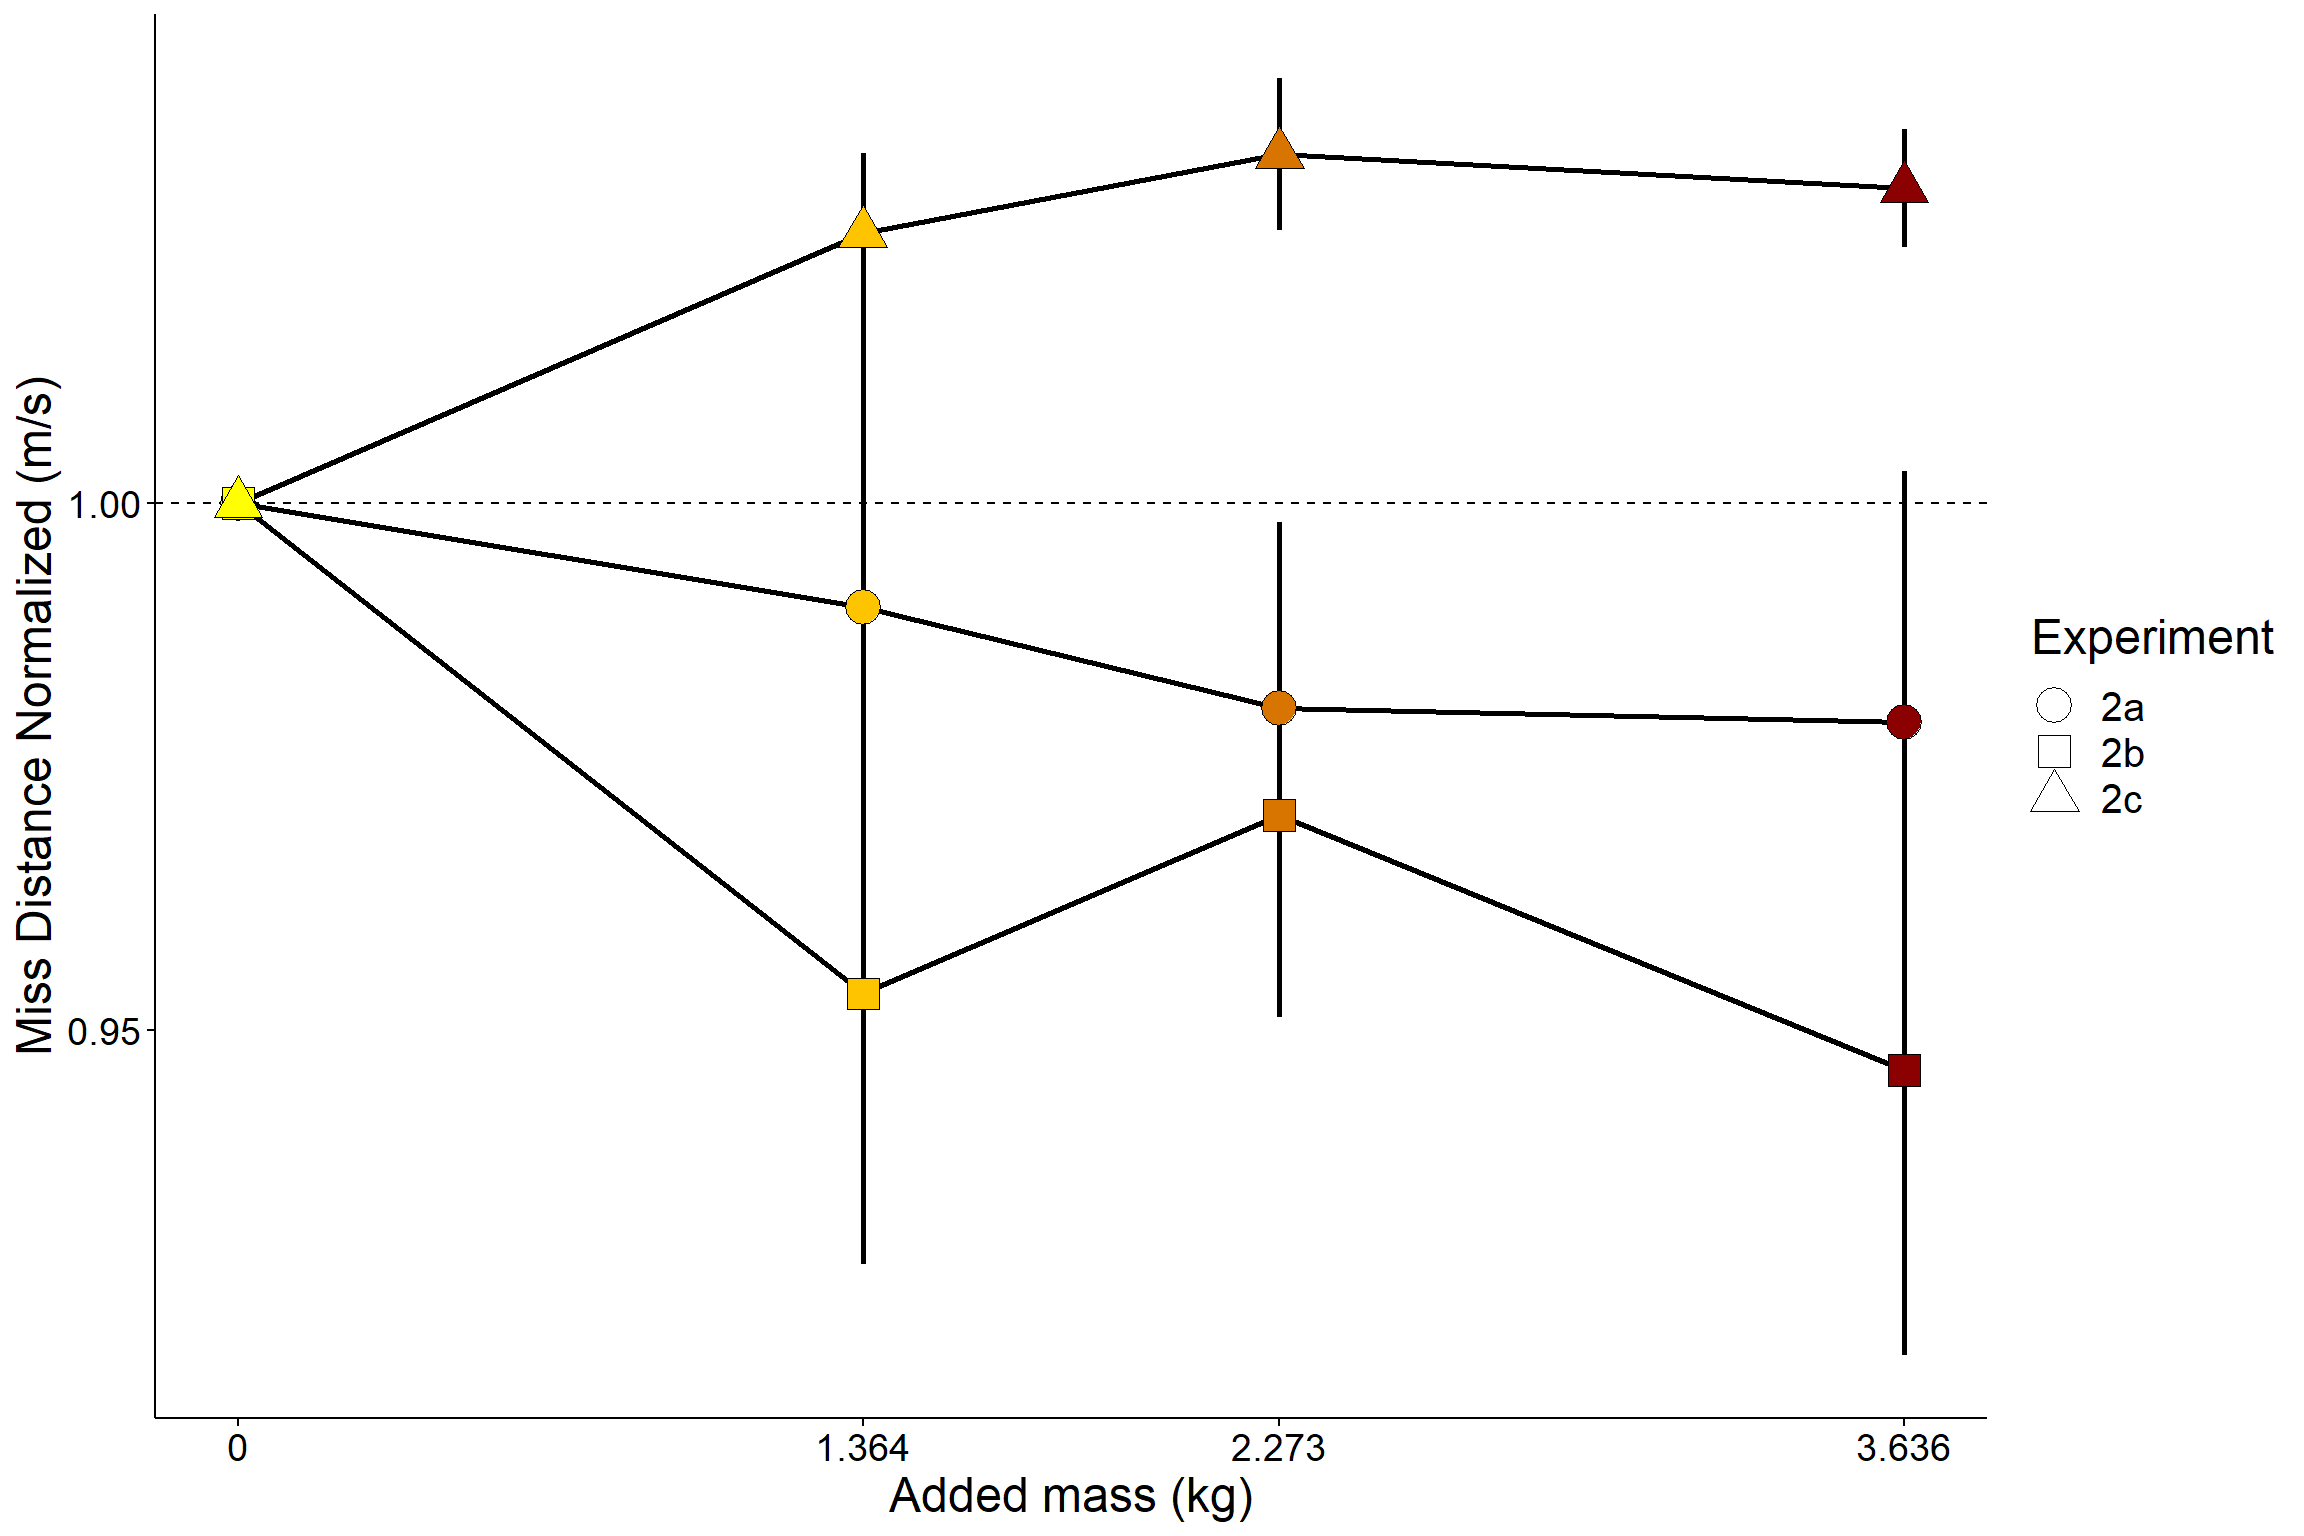 Miss Distance Normalized (m/s)
1.00
0.95
0
1.364
2.273
3.636
Added mass (kg)
Experiment
2a
2b
2c